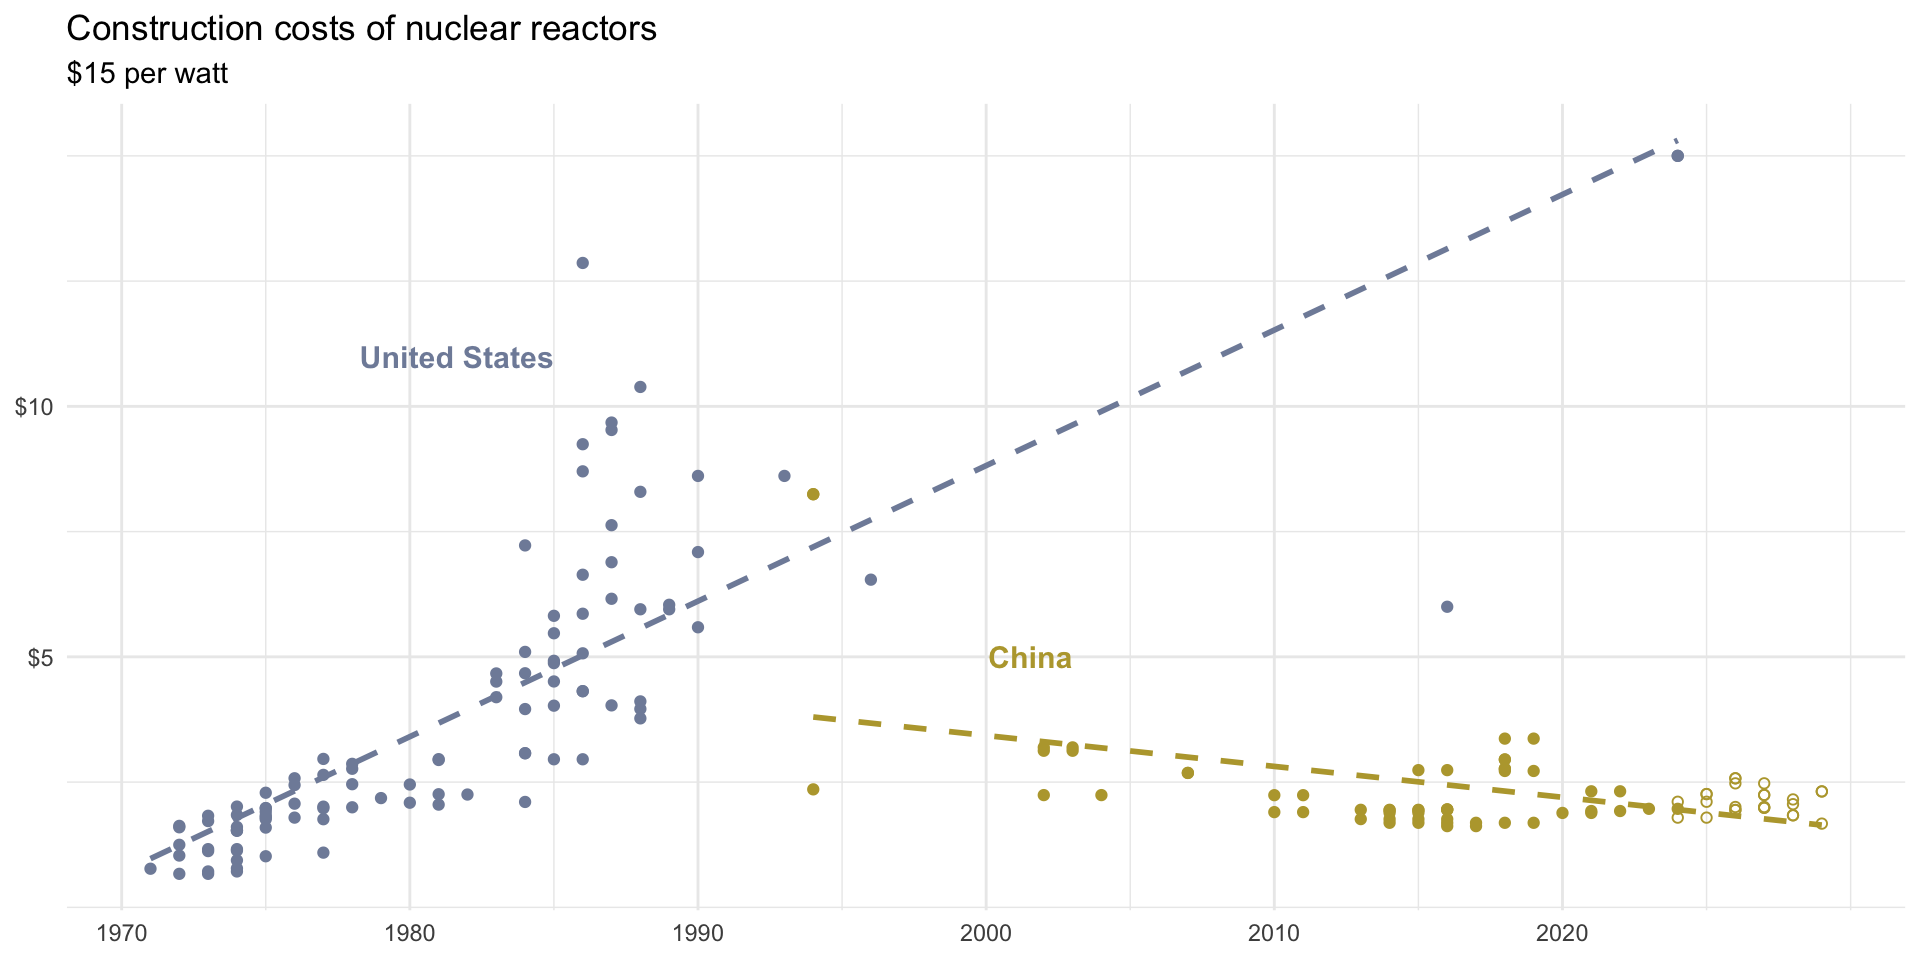 Construction costs of nuclear reactors
$15 per watt
United States
$10
$5
China
1970
1980
1990
2000
2010
2020